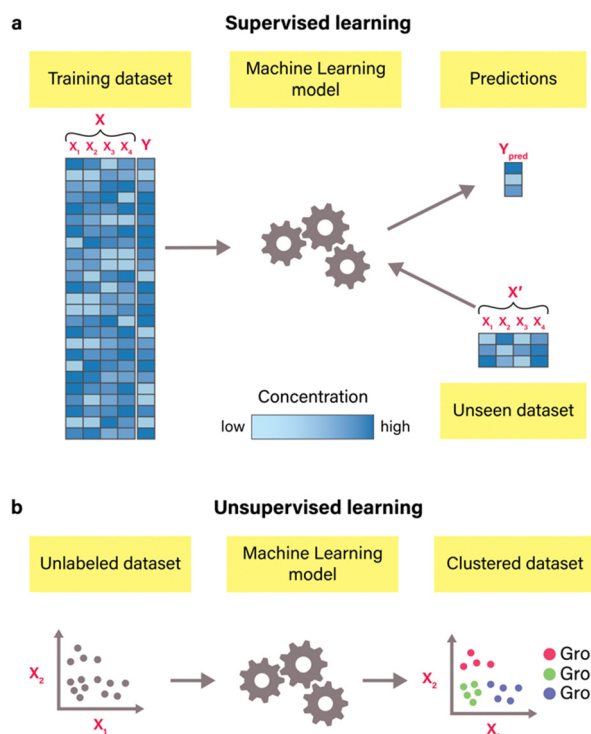 a
Supervised learning
Training dataset
Machine Learning
model
Predictions
X
X₁ X₂ X₃ X₄ Y
Y pred
X′
X₁ X₂ X₃ X₄
Concentration
low high
Unseen dataset
b
Unsupervised learning
Unlabeled dataset
Machine Learning
model
Clustered dataset
X₂
X₁
X₂
Gro
Gro
Gro
X